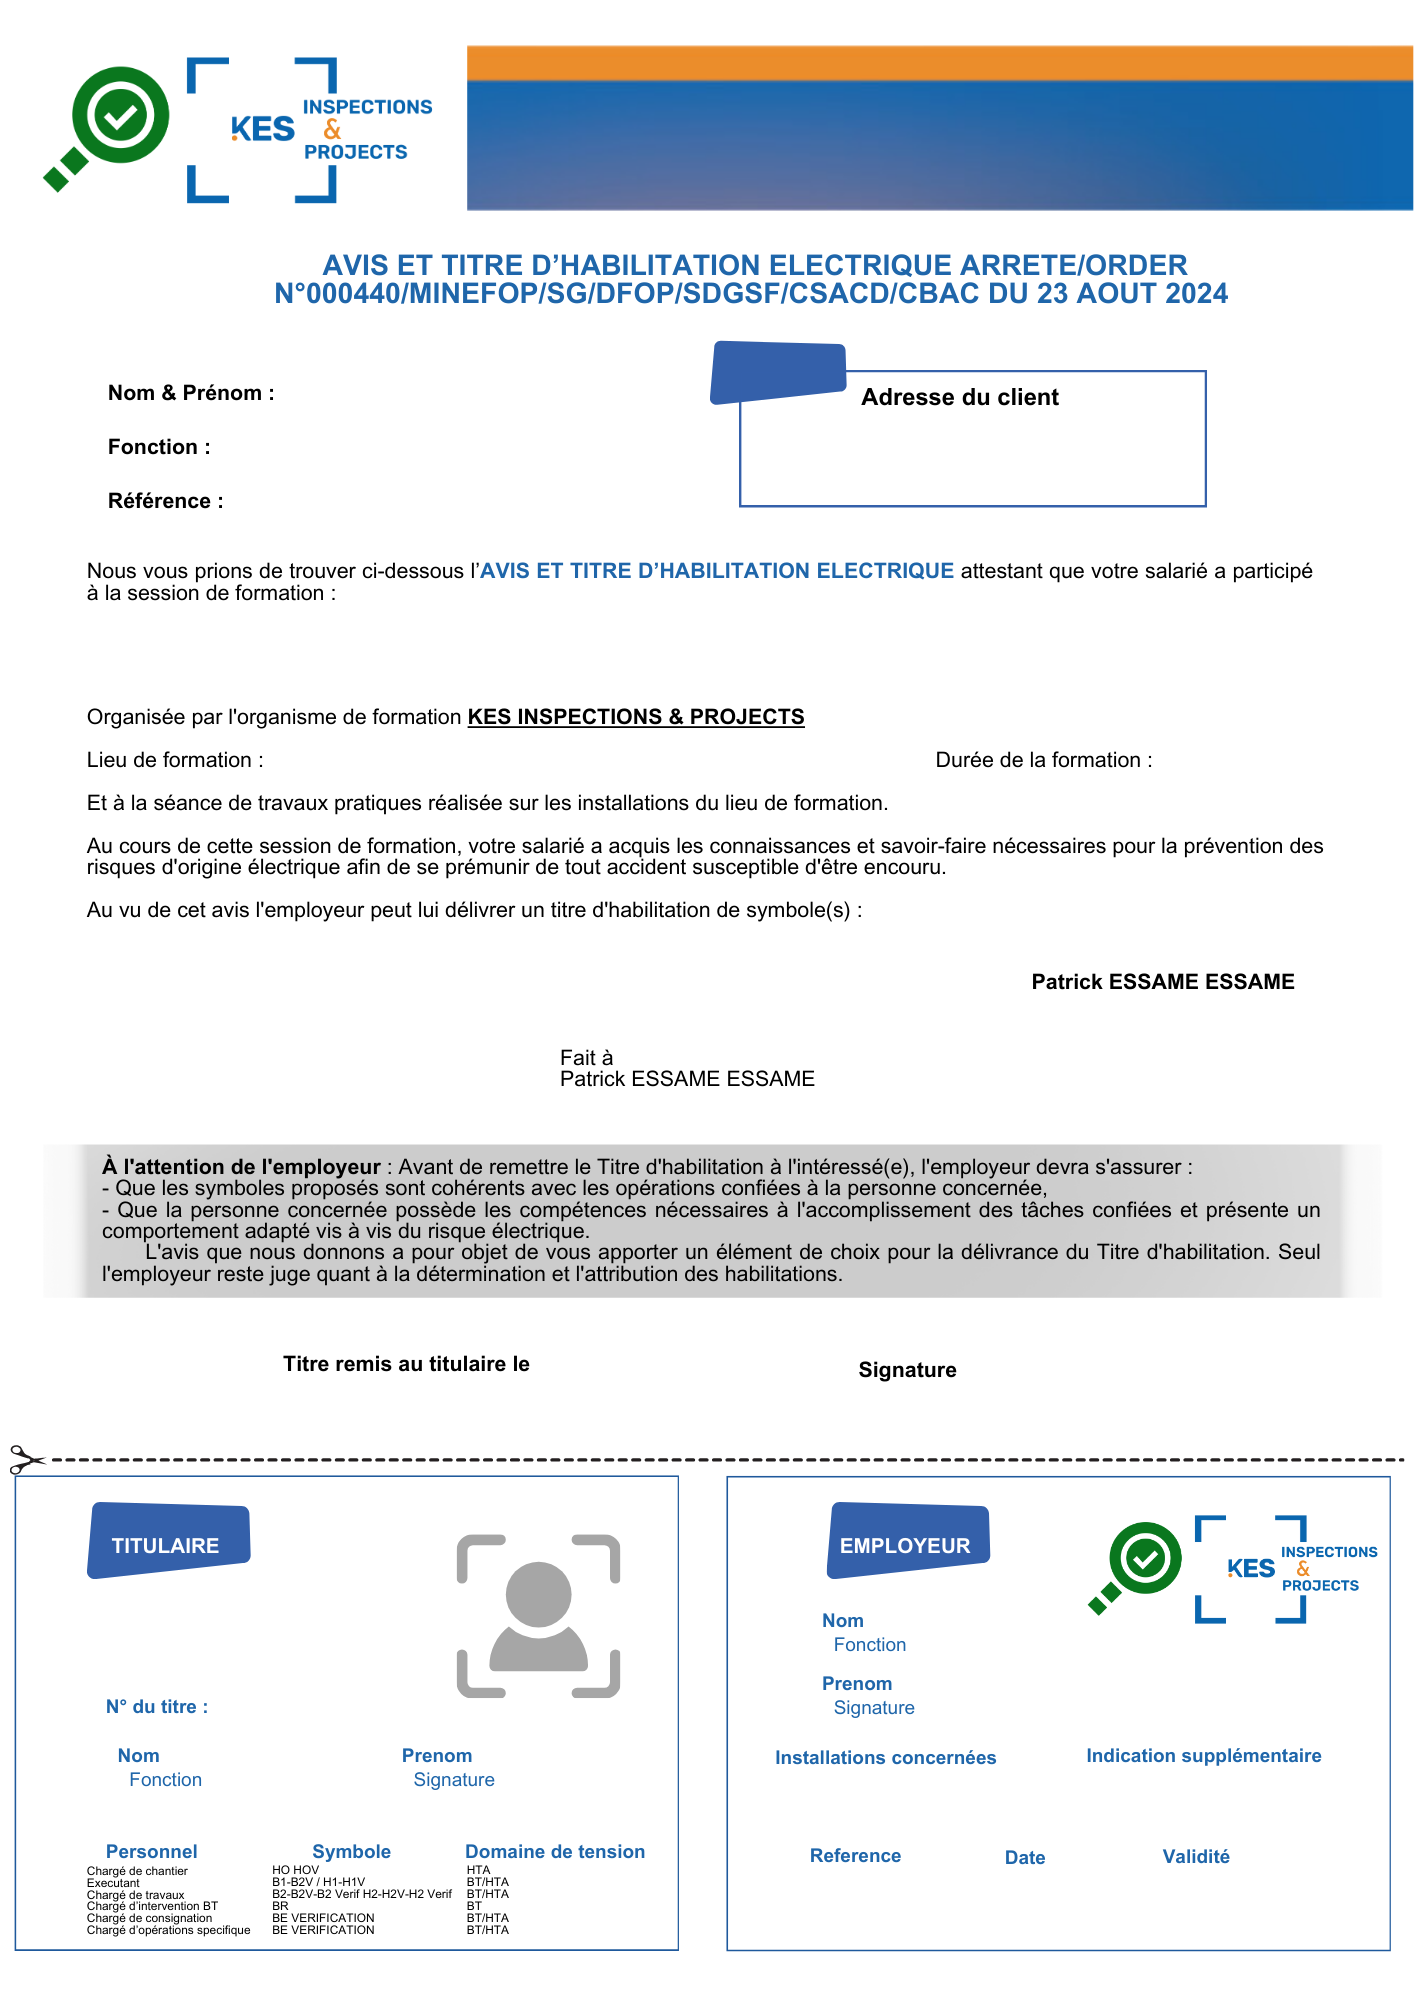 KES INSPECTIONS
&
PROJECTS
AVIS ET TITRE D’HABILITATION ELECTRIQUE ARRETE/ORDER
N°000440/MINEFOP/SG/DFOP/SDGSF/CSACD/CBAC DU 23 AOUT 2024
Nom & Prénom :
Fonction :
Référence :
Adresse du client
Nous vous prions de trouver ci-dessous l’AVIS ET TITRE D’HABILITATION ELECTRIQUE attestant que votre salarié a participé
à la session de formation :
Organisée par l'organisme de formation KES INSPECTIONS & PROJECTS
Lieu de formation :
Durée de la formation :
Et à la séance de travaux pratiques réalisée sur les installations du lieu de formation.
Au cours de cette session de formation, votre salarié a acquis les connaissances et savoir-faire nécessaires pour la prévention des
risques d'origine électrique afin de se prémunir de tout accident susceptible d'être encouru.
Au vu de cet avis l'employeur peut lui délivrer un titre d'habilitation de symbole(s) :
Patrick ESSAME ESSAME
Fait à
Patrick ESSAME ESSAME
À l'attention de l'employeur : Avant de remettre le Titre d'habilitation à l'intéressé(e), l'employeur devra s'assurer :
- Que les symboles proposés sont cohérents avec les opérations confiées à la personne concernée,
- Que la personne concernée possède les compétences nécessaires à l'accomplissement des tâches confiées et présente un
comportement adapté vis à vis du risque électrique.
L'avis que nous donnons a pour objet de vous apporter un élément de choix pour la délivrance du Titre d'habilitation. Seul
l'employeur reste juge quant à la détermination et l'attribution des habilitations.
Titre remis au titulaire le
Signature
TITULAIRE
N° du titre :
Nom
Fonction
Prenom
Signature
Personnel Symbole Domaine de tension
Chargé de chantier HO HOV HTA
Executant B1-B2V / H1-H1V BT/HTA
Chargé de travaux B2-B2V-B2 Verif H2-H2V-H2 Verif BT/HTA
Chargé d’intervention BT BR BT
Chargé de consignation BE VERIFICATION BT/HTA
Chargé d’opérations specifique BE VERIFICATION BT/HTA
EMPLOYEUR
KES INSPECTIONS
&
PROJECTS
Nom
Fonction
Prenom
Signature
Installations concernées
Indication supplémentaire
Reference
Date
Validité